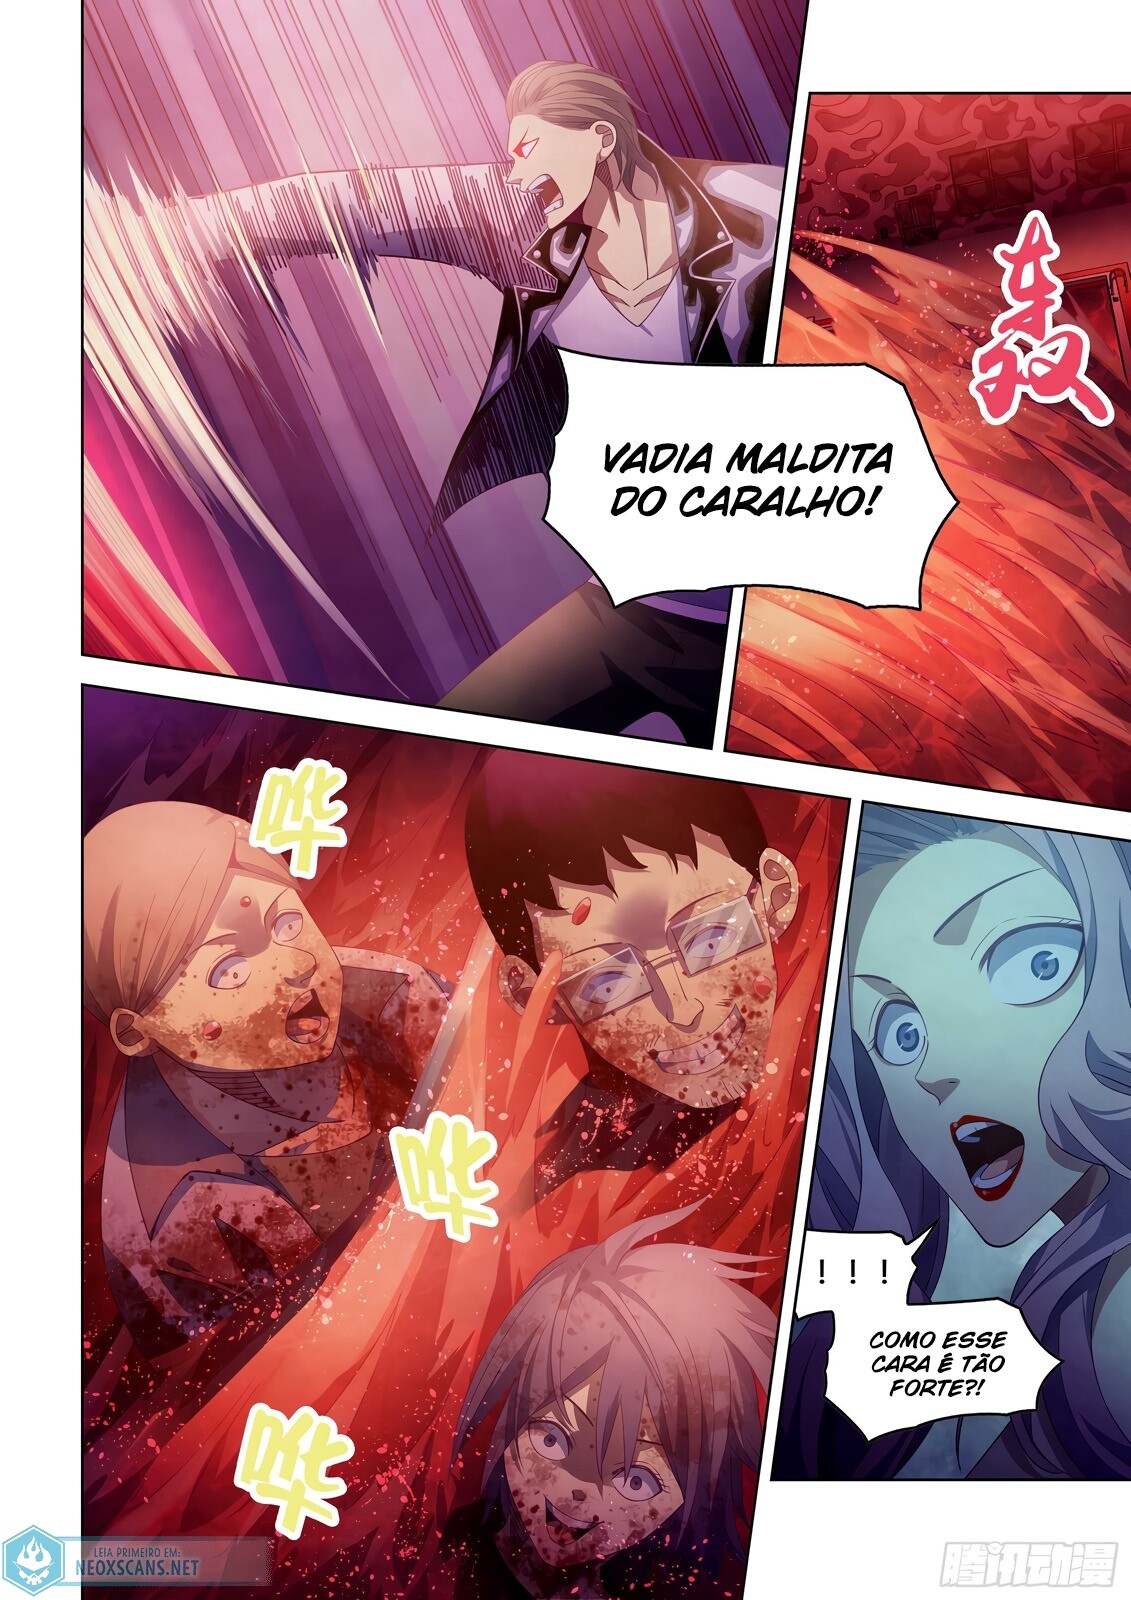 轰
VADIA MALDITA
DO CARALHO!
哗
哗
哗
!!!
COMO ESSE
CARA É TÃO
FORTE?!
LEIA PRIMEIRO EM:
NEOXSCANS.NET
腾讯动漫